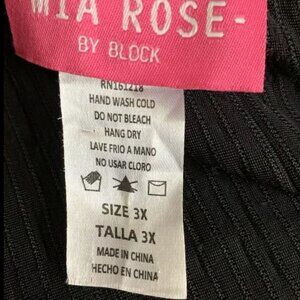 MIA ROSE-
BY BLOCK
RN161218
HAND WASH COLD
DO NOT BLEACH
HANG DRY
LAVE FRIO A MANO
NO USAR CLORO
SIZE 3X
TALLA 3X
MADE IN CHINA
HECHO EN CHINA